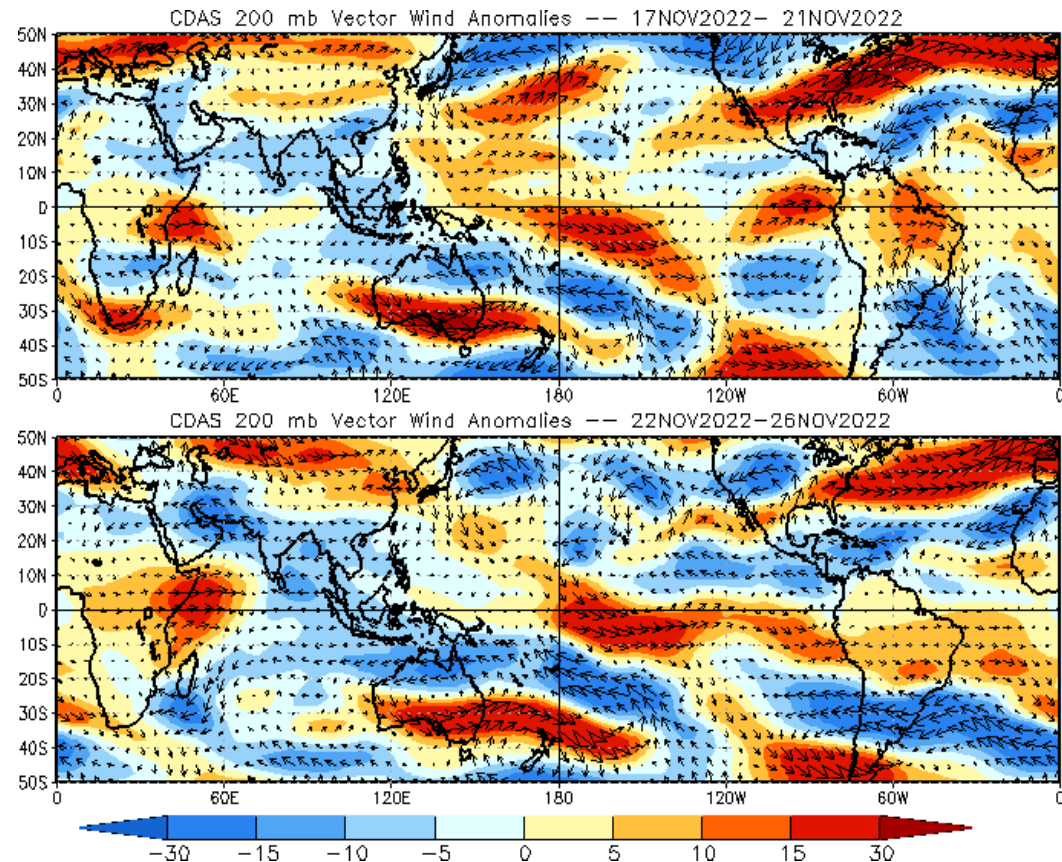 CDAS 200 mb Vector Wind Anomalies -- 17NOV2022- 21NOV2022
50N
40N
30N
20N
10N
0
10S
20S
30S
40S
50S
0 60E 120E 180 120W 60W 0
CDAS 200 mb Vector Wind Anomalies -- 22NOV2022-26NOV2022
50N
40N
30N
20N
10N
0
10S
20S
30S
40S
50S
0 60E 120E 180 120W 60W 0
-30 -15 -10 -5 0 5 10 15 30